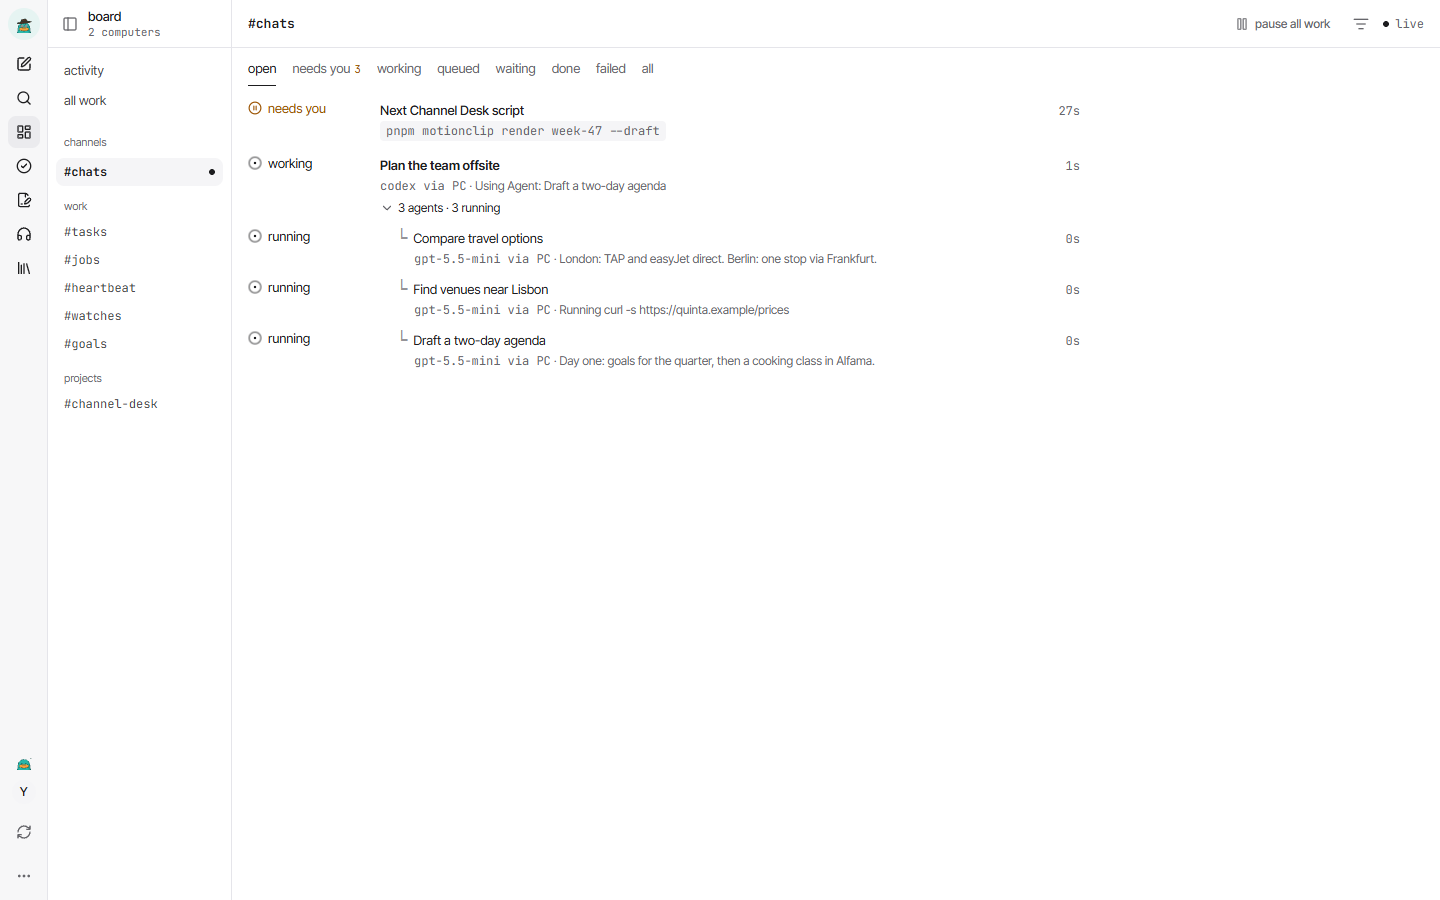 board
2 computers
#chats
pause all work
live
activity
all work
channels
#chats
work
#tasks
#jobs
#heartbeat
#watches
#goals
projects
#channel-desk
Y
open needs you 3 working queued waiting done failed all
needs you Next Channel Desk script 27s
pnpm motionclip render week-47 --draft
working Plan the team offsite 1s
codex via PC · Using Agent: Draft a two-day agenda
3 agents · 3 running
running Compare travel options 0s
gpt-5.5-mini via PC · London: TAP and easyJet direct. Berlin: one stop via Frankfurt.
running Find venues near Lisbon 0s
gpt-5.5-mini via PC · Running curl -s https://quinta.example/prices
running Draft a two-day agenda 0s
gpt-5.5-mini via PC · Day one: goals for the quarter, then a cooking class in Alfama.